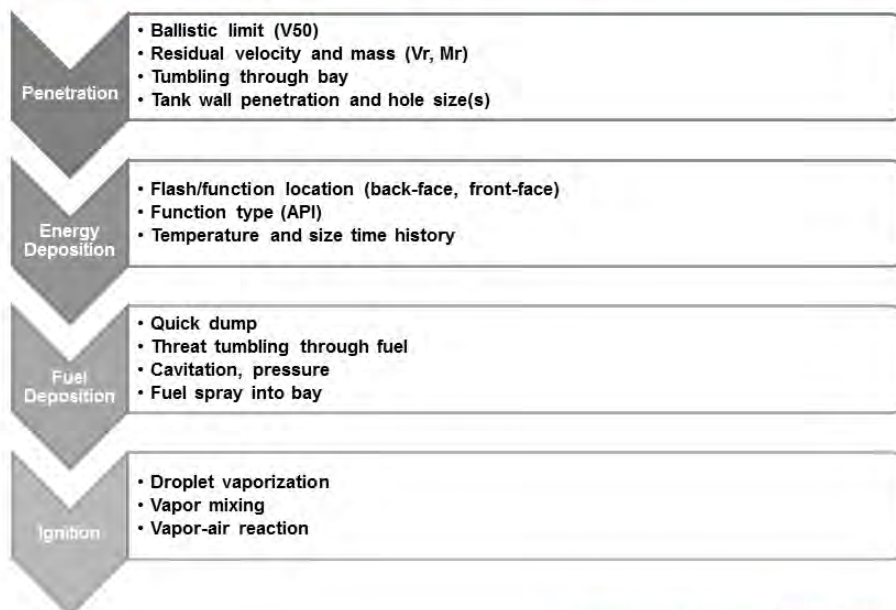 Penetration
• Ballistic limit (V50)
• Residual velocity and mass (Vr, Mr)
• Tumbling through bay
• Tank wall penetration and hole size(s)
Energy
Deposition
• Flash/function location (back-face, front-face)
• Function type (API)
• Temperature and size time history
Fuel
Deposition
• Quick dump
• Threat tumbling through fuel
• Cavitation, pressure
• Fuel spray into bay
Ignition
• Droplet vaporization
• Vapor mixing
• Vapor-air reaction